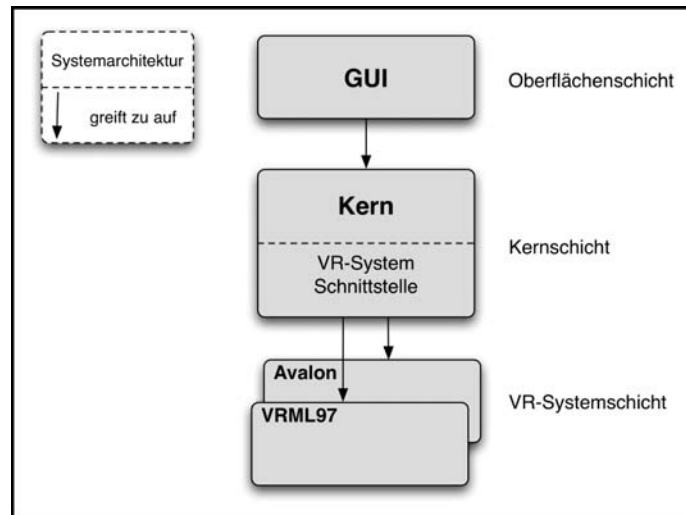 Systemarchitektur
greift zu auf
GUI
Oberflächenschicht
Kern
VR-System
Schnittstelle
Kernschicht
Avalon
VRML97
VR-Systemschicht